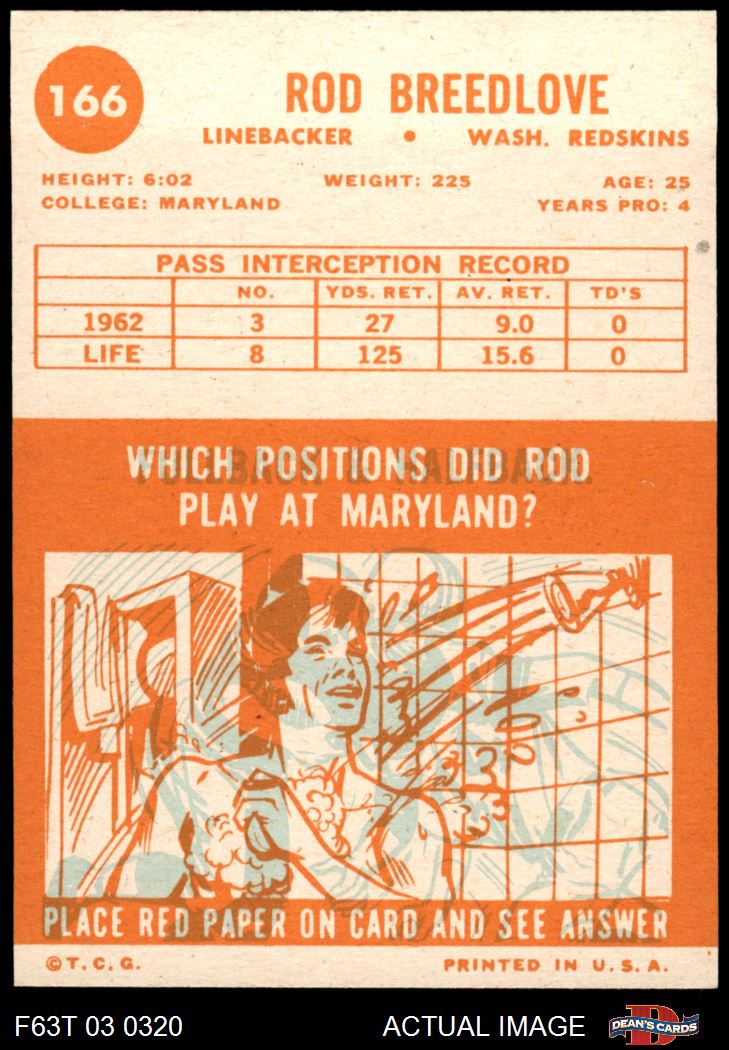 166
ROD BREEDLOVE
LINEBACKER • WASH. REDSKINS
HEIGHT: 6:02 WEIGHT: 225 AGE: 25
COLLEGE: MARYLAND YEARS PRO: 4
PASS INTERCEPTION RECORD
NO. YDS. RET. AV. RET. TD'S
1962 3 27 9.0 0
LIFE 8 125 15.6 0
WHICH POSITIONS DID ROD
FULLBACK & HALFBACK.
PLAY AT MARYLAND?
PLACE RED PAPER ON CARD AND SEE ANSWER
©T.C.G. PRINTED IN U.S.A.
F63T 03 0320 ACTUAL IMAGE D DEAN'S CARDS